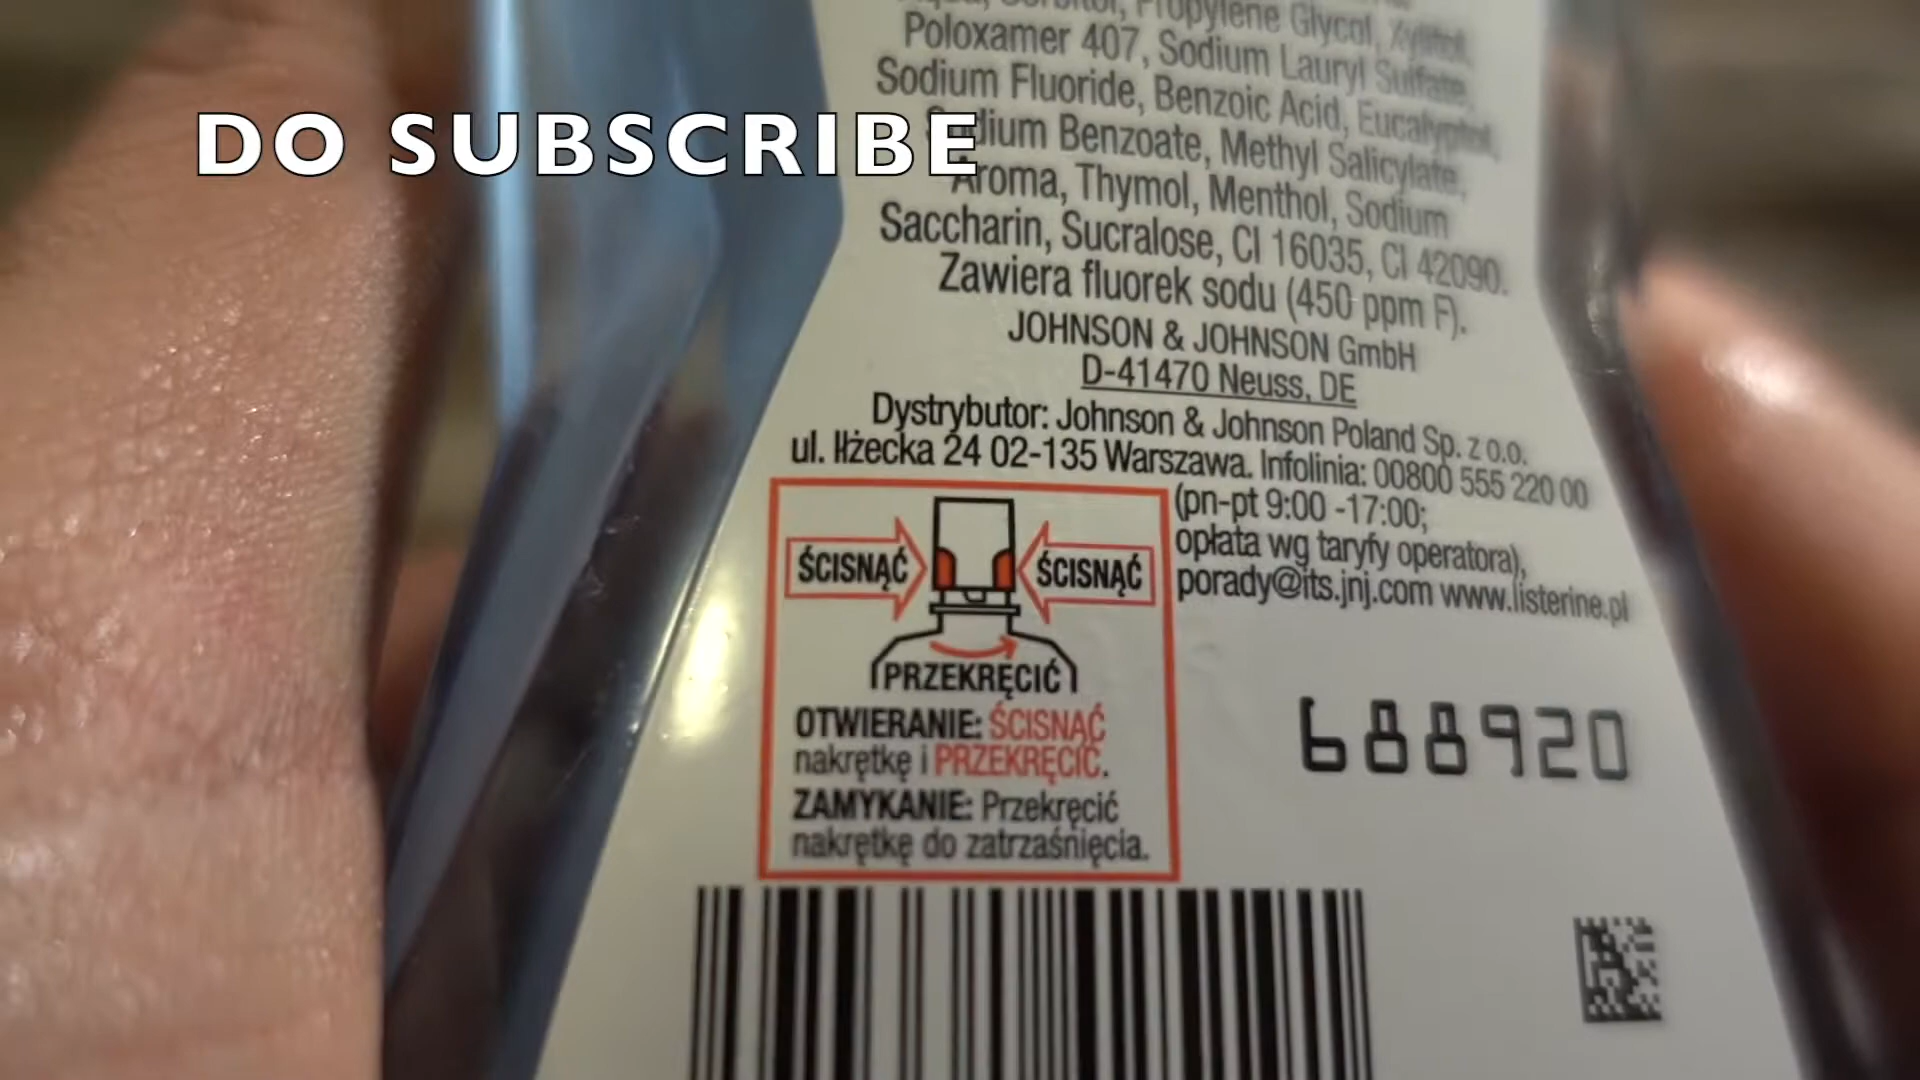 DO SUBSCRIBE
Aqua, Sorbitol, Propylene Glycol, Xylitol,
Poloxamer 407, Sodium Lauryl Sulfate,
Sodium Fluoride, Benzoic Acid, Eucalyptol,
Sodium Benzoate, Methyl Salicylate,
Aroma, Thymol, Menthol, Sodium
Saccharin, Sucralose, CI 16035, CI 42090.
Zawiera fluorek sodu (450 ppm F).
JOHNSON & JOHNSON GmbH
D-41470 Neuss, DE
Dystrybutor: Johnson & Johnson Poland Sp. z o.o.
ul. Iłżecka 24 02-135 Warszawa. Infolinia: 00800 555 220 00
(pn-pt 9:00 -17:00;
opłata wg taryfy operatora),
porady@its.jnj.com www.listerine.pl
ŚCISNĄĆ
ŚCISNĄĆ
PRZEKRĘCIĆ
OTWIERANIE: ŚCISNĄĆ
nakrętkę i PRZEKRĘCIĆ.
ZAMYKANIE: Przekręcić
nakrętkę do zatrzaśnięcia.
688920